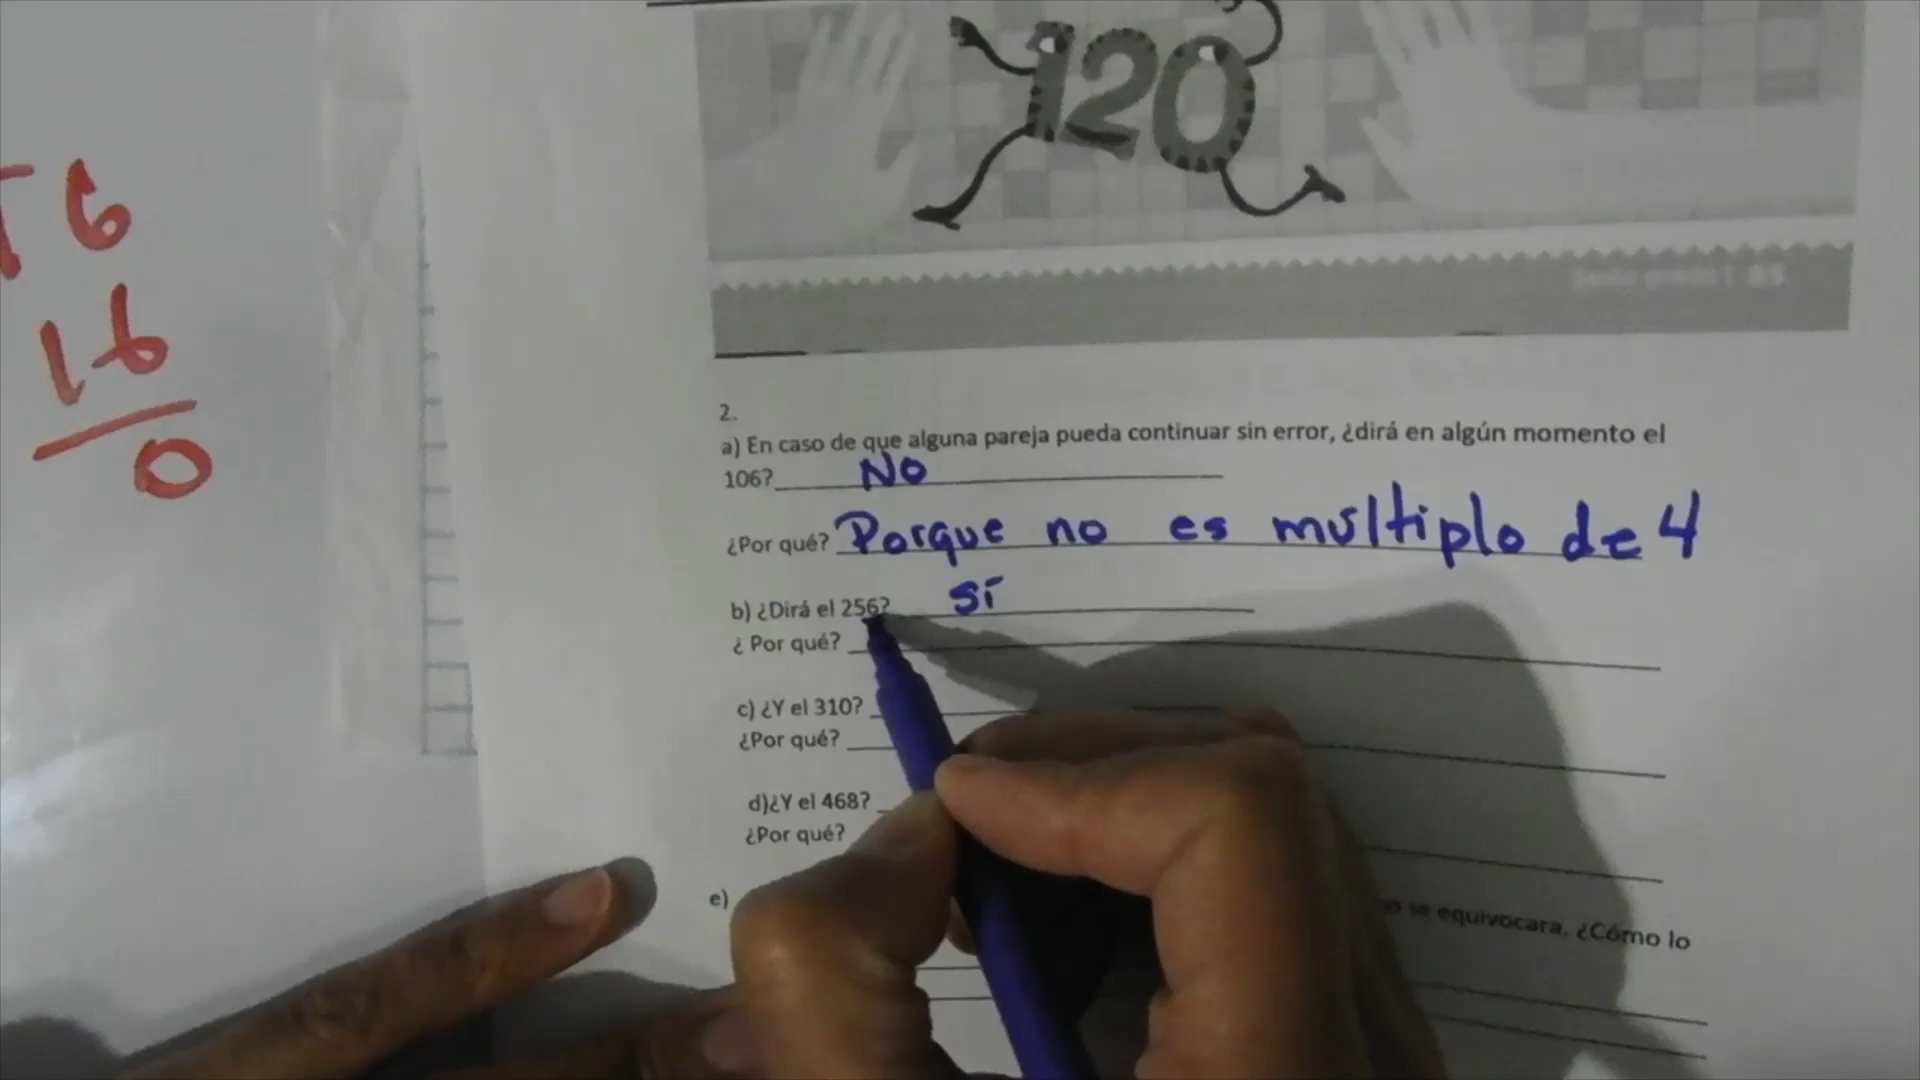 120
6
16
0
2.
a) En caso de que alguna pareja pueda continuar sin error, ¿dirá en algún momento el
106? No
¿Por qué? Porque no es multiplo de 4
b) ¿Dirá el 256? sí
¿ Por qué?
c) ¿Y el 310?
¿Por qué?
d)¿Y el 468?
¿Por qué?
e) se equivocara. ¿Cómo lo